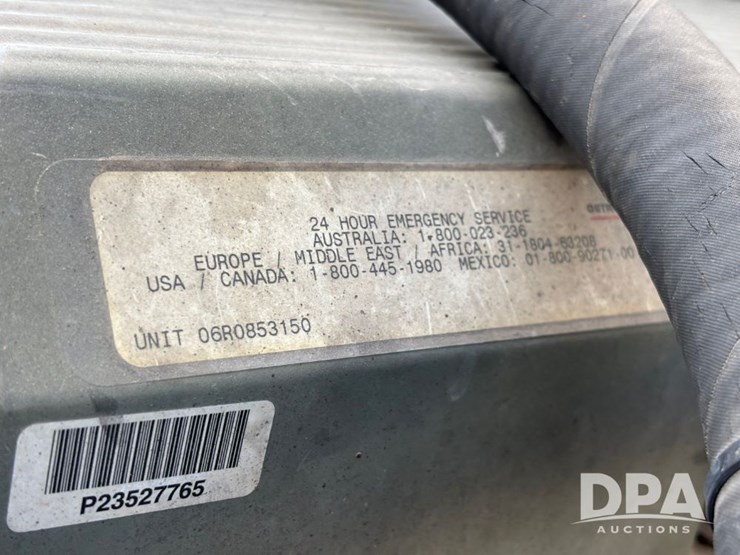 24 HOUR EMERGENCY SERVICE
AUSTRALIA: 1-800-023-236
EUROPE / MIDDLE EAST / AFRICA: 31-1804-63208
USA / CANADA: 1-800-445-1980 MEXICO: 01-800-90271-00
UNIT 06R0853150
P23527765
DPA
AUCTIONS